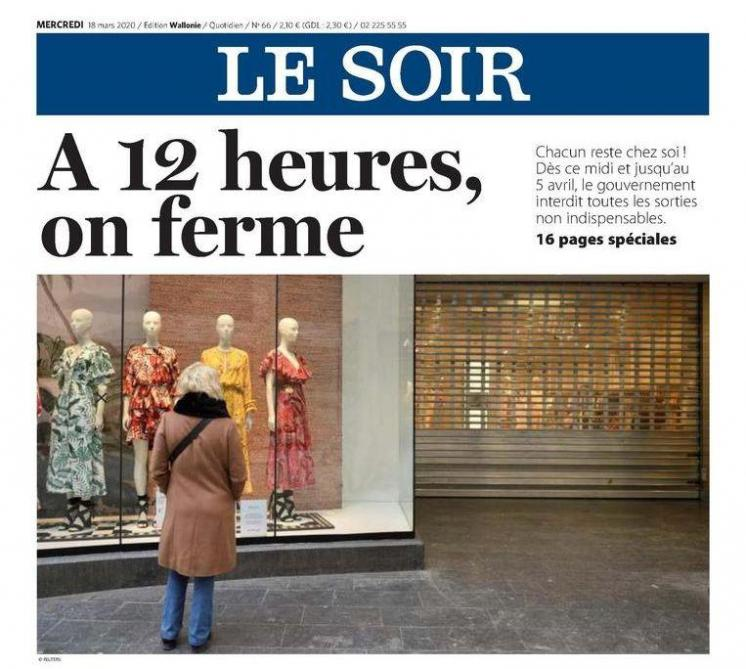 MERCREDI 18 mars 2020 / Edition Wallonie / Quotidien / N° 66 / 2,10 € (GDL : 2,30 €) / 02 225 55 55
LE SOIR
A 12 heures,
on ferme
Chacun reste chez soi !
Dès ce midi et jusqu'au
5 avril, le gouvernement
interdit toutes les sorties
non indispensables.
16 pages spéciales
© REUTERS